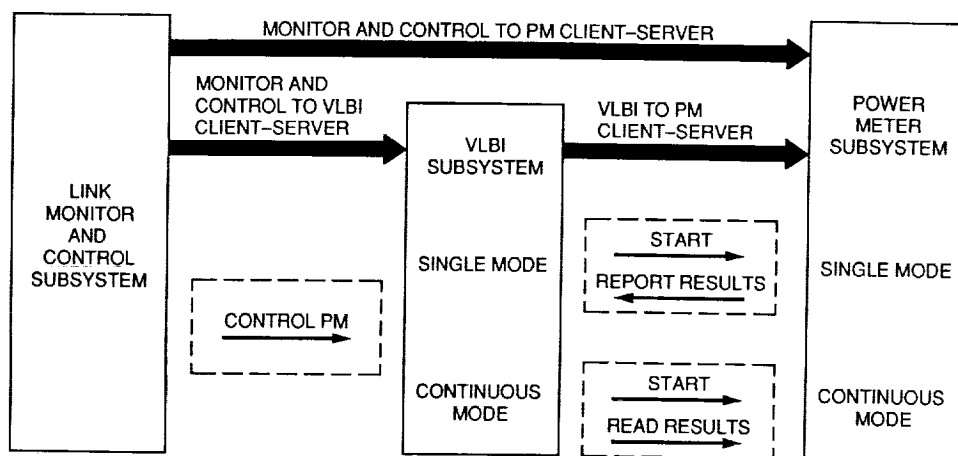 MONITOR AND CONTROL TO PM CLIENT–SERVER
MONITOR AND
CONTROL TO VLBI
CLIENT–SERVER
VLBI TO PM
CLIENT–SERVER
LINK
MONITOR
AND
CONTROL
SUBSYSTEM
VLBI
SUBSYSTEM
POWER
METER
SUBSYSTEM
CONTROL PM
SINGLE MODE
START
REPORT RESULTS
SINGLE MODE
CONTINUOUS
MODE
START
READ RESULTS
CONTINUOUS
MODE